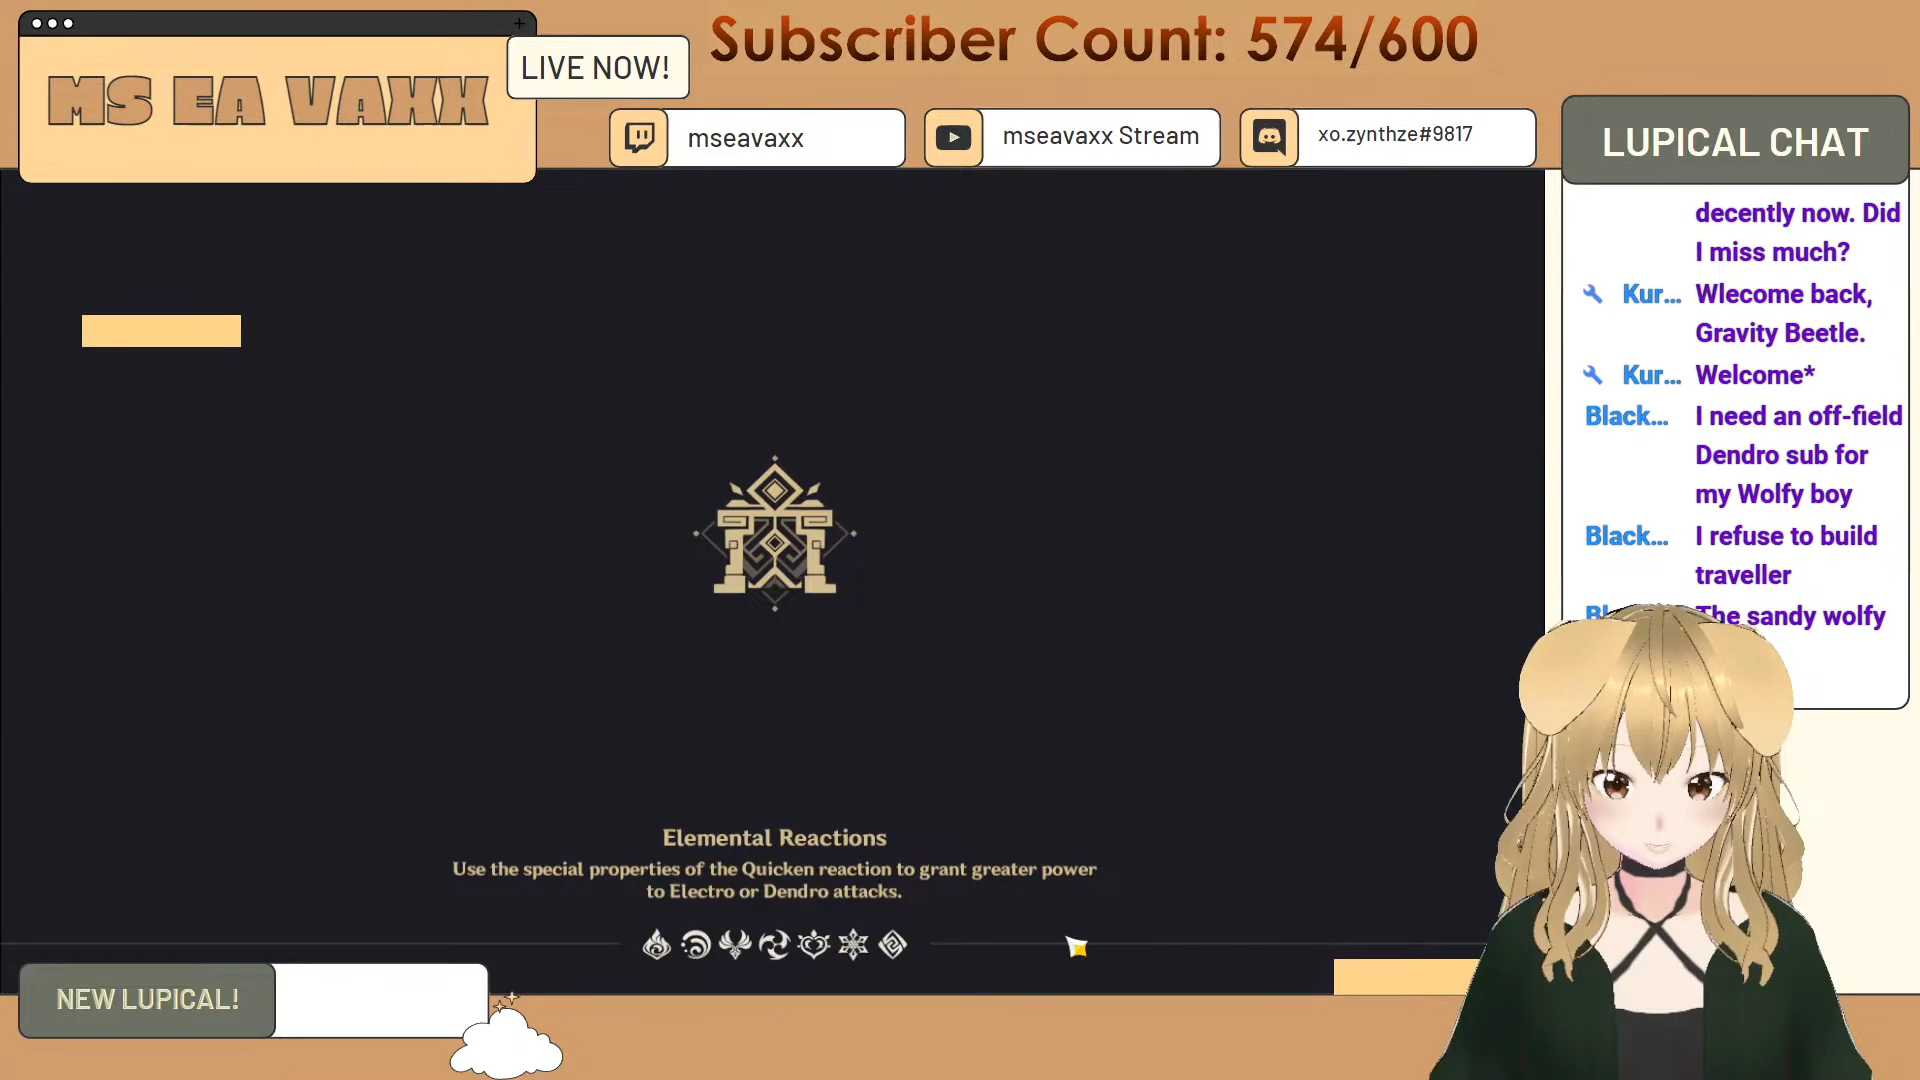 MS EA VAXX
LIVE NOW!
Subscriber Count: 574/600
mseavaxx
mseavaxx Stream
xo.zynthze#9817
LUPICAL CHAT
decently now. Did
I miss much?
Kur... Wlecome back,
Gravity Beetle.
Kur... Welcome*
Black... I need an off-field
Dendro sub for
my Wolfy boy
Black... I refuse to build
traveller
The sandy wolfy
Elemental Reactions
Use the special properties of the Quicken reaction to grant greater power
to Electro or Dendro attacks.
NEW LUPICAL!